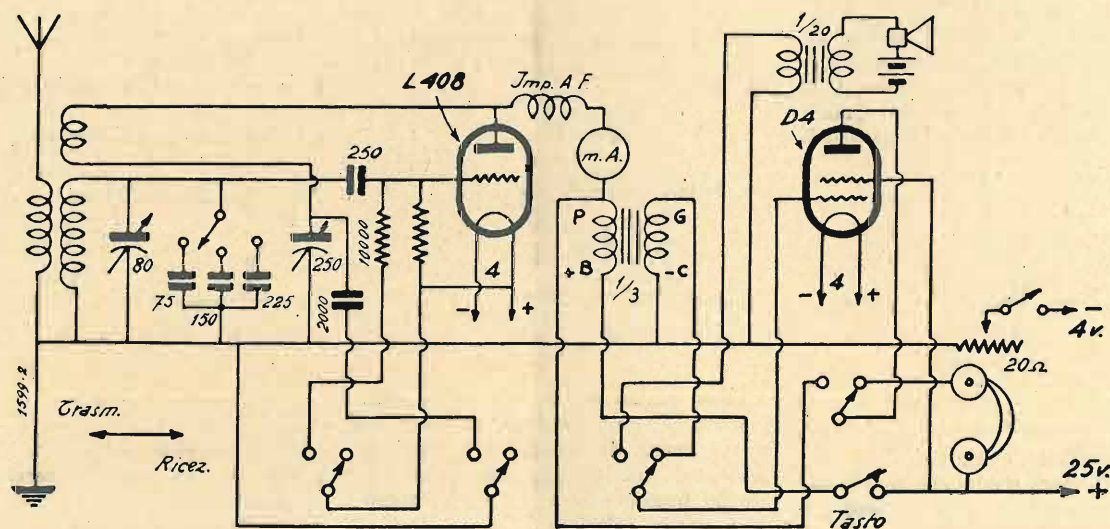 1/20
L408
Imp. A F.
D4
250
m. A.
80
75
150
225
250
10000
2000
4
- +
P
G
+B
-C
1/3
4
- +
-
4v.
20Ω
1599-2
Trasm.
Ricez.
25v.
+
Tasto